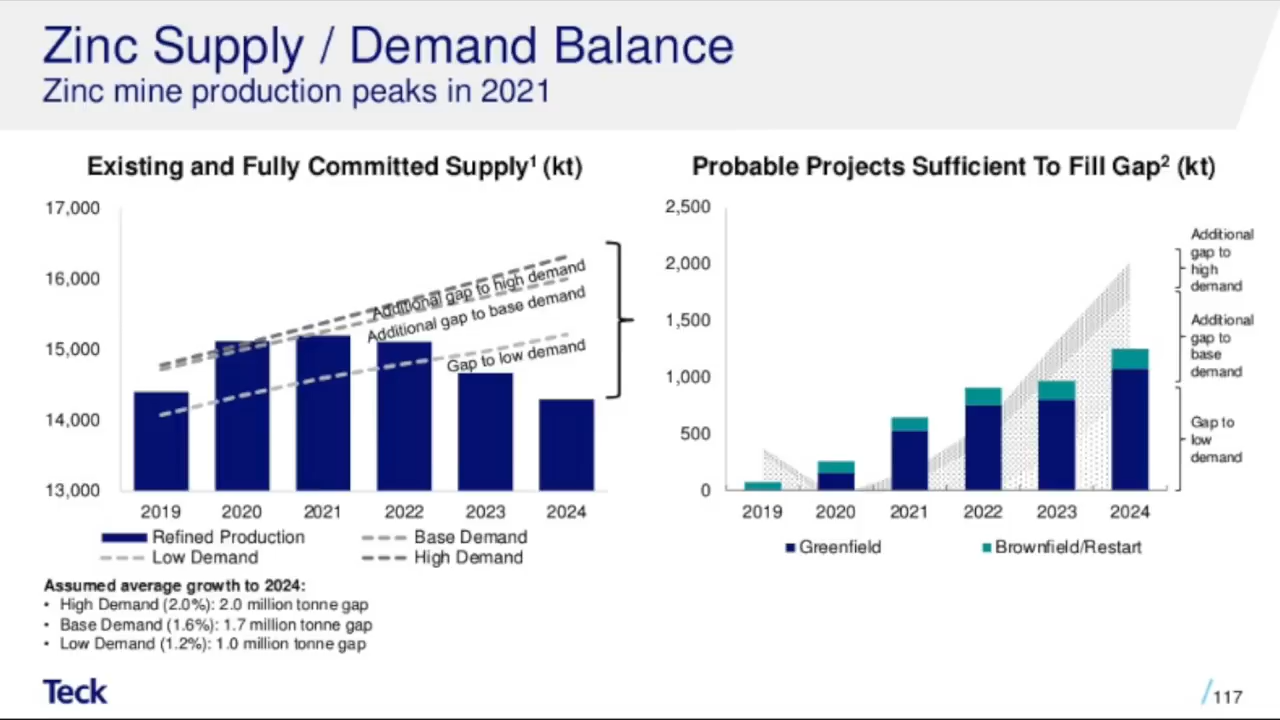 Zinc Supply / Demand Balance
Zinc mine production peaks in 2021
Existing and Fully Committed Supply¹ (kt)
17,000
16,000
15,000
14,000
13,000
Additional gap to high demand
Additional gap to base demand
Gap to low demand
2019 2020 2021 2022 2023 2024
Refined Production
Base Demand
Low Demand
High Demand
Probable Projects Sufficient To Fill Gap² (kt)
2,500
2,000
1,500
1,000
500
0
2019 2020 2021 2022 2023 2024
Greenfield
Brownfield/Restart
Additional
gap to
high
demand
Additional
gap to
base
demand
Gap to
low
demand
Assumed average growth to 2024:
• High Demand (2.0%): 2.0 million tonne gap
• Base Demand (1.6%): 1.7 million tonne gap
• Low Demand (1.2%): 1.0 million tonne gap
Teck
/117